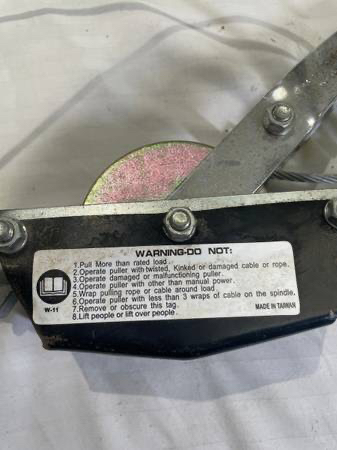 WARNING-DO NOT:
1.Pull More than rated load.
2.Operate puller with twisted, Kinked or damaged cable or rope.
3.Operate damaged or malfunctioning puller.
4.Operate puller with other than manual power.
5.Wrap pulling rope or cable around load.
6.Operate puller with less than 3 wraps of cable on the spindle.
7.Remove or obscure this tag.
8.Lift people or lift over people.
W-11
MADE IN TAIWAN